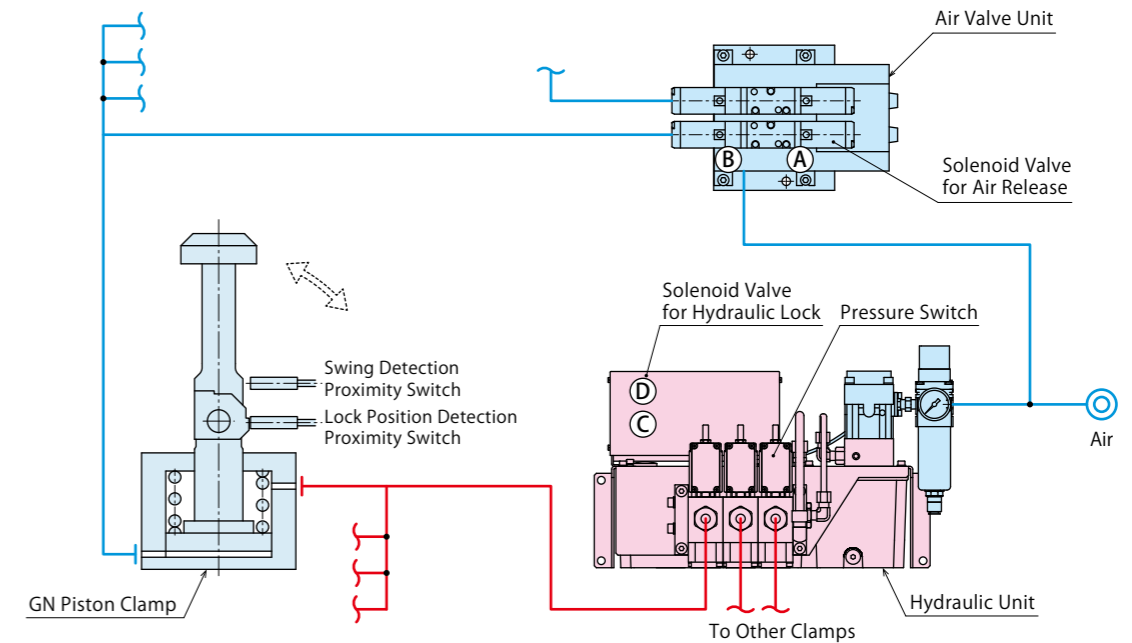 Air Valve Unit
B
A
Solenoid Valve
for Air Release
Solenoid Valve
for Hydraulic Lock
Pressure Switch
D
C
Swing Detection
Proximity Switch
Lock Position Detection
Proximity Switch
Air
GN Piston Clamp
Hydraulic Unit
To Other Clamps